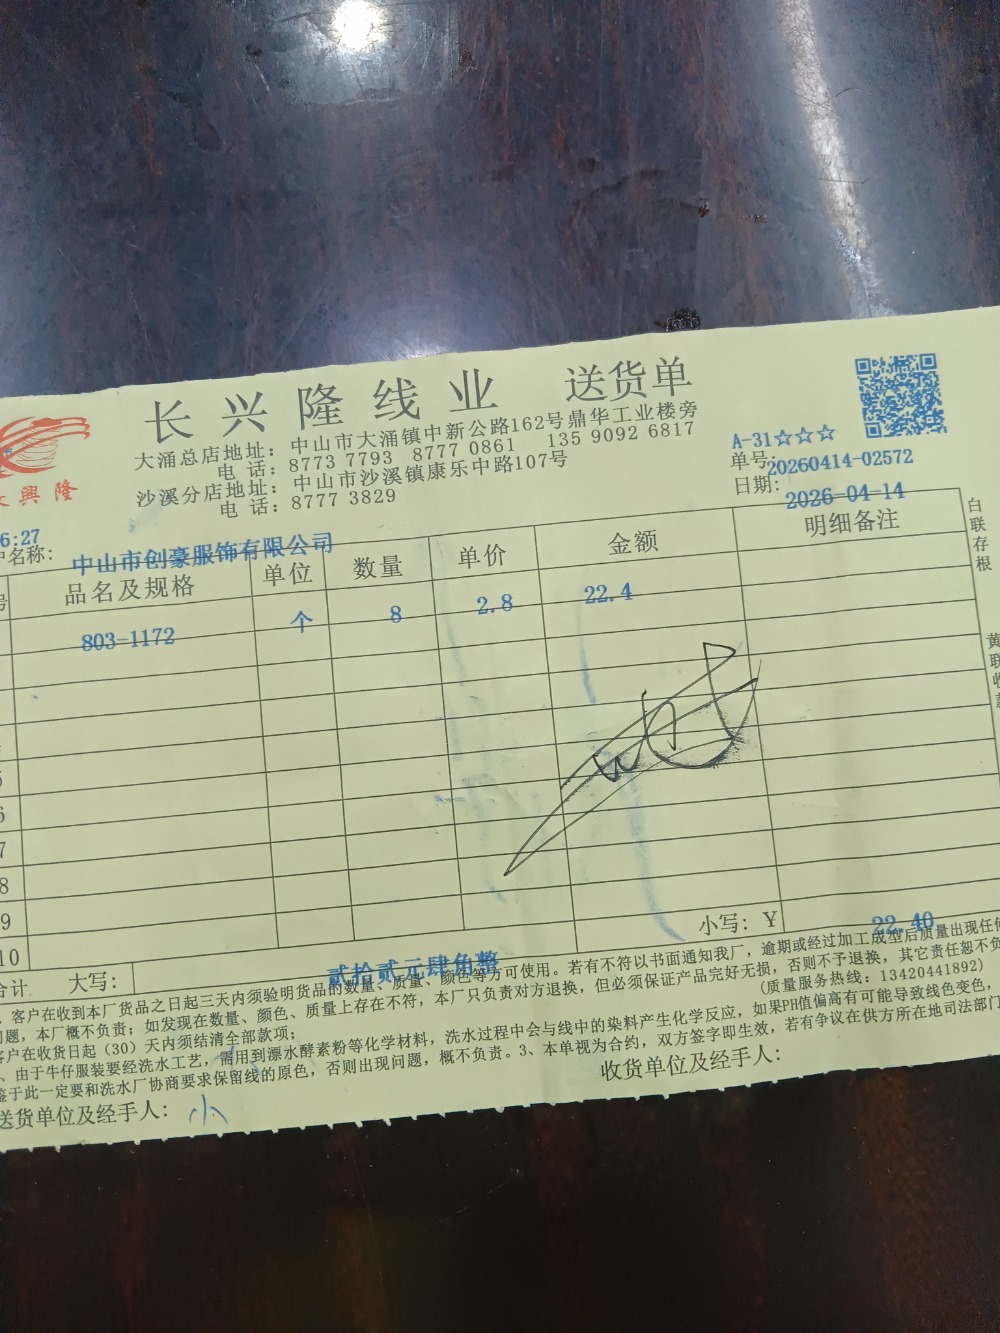 长兴隆线业 送货单
大涌总店地址：中山市大涌镇中新公路162号鼎华工业楼旁
电 话：8773 7793 8777 0861 135 9092 6817
沙溪分店地址：中山市沙溪镇康乐中路107号
电 话：8777 3829
興 隆
A-31☆☆☆
单号：20260414-02572
日期：2026-04-14
6:27
户名称：中山市创豪服饰有限公司
号 品名及规格 单位 数量 单价 金额 明细备注
803-1172 个 8 2.8 22.4
6
7
8
9
10
小写：￥ 22.40
合计 大写： 贰拾贰元肆角整
白联存根
黄联收
、客户在收到本厂货品之日起三天内须验明货品的数量、质量、颜色等方可使用。若有不符以书面通知我厂，逾期或经过加工成型后质量出现任何
问题，本厂概不负责；如发现在数量、颜色、质量上存在不符，本厂只负责对方退换，但必须保证产品完好无损，否则不予退换，其它责任恕不负
客户在收货日起（30）天内须结清全部款项； （质量服务热线：13420441892）
、由于牛仔服装要经洗水工艺，需用到漂水酵素粉等化学材料，洗水过程中会与线中的染料产生化学反应，如果PH值偏高有可能导致线色变色，
鉴于此一定要和洗水厂协商要求保留线的原色，否则出现问题，概不负责。3、本单视为合约，双方签字即生效，若有争议在供方所在地司法部门
送货单位及经手人：小
收货单位及经手人：